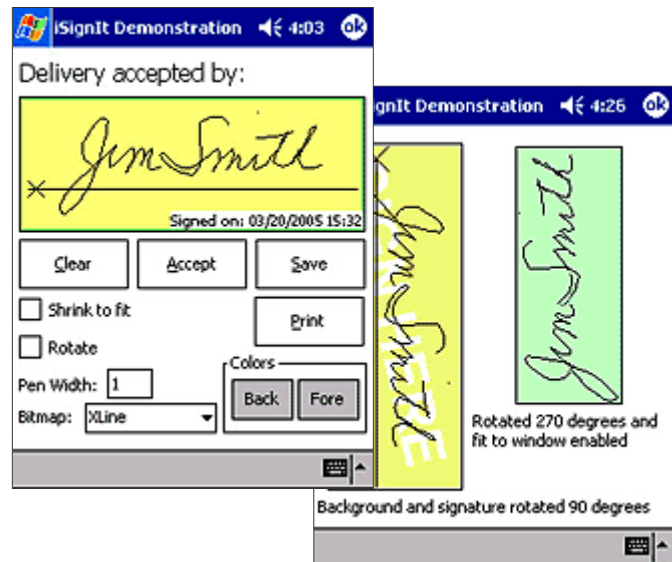 iSignIt Demonstration 4:03 ok
Delivery accepted by:
Jim Smith
X
Signed on: 03/20/2005 15:32
Clear Accept Save
Shrink to fit
Print
Rotate
Colors
Pen Width: 1
Back Fore
Bitmap: XLine
gnIt Demonstration 4:26 ok
Jim Smith
HERE
Jim Smith
Rotated 270 degrees and
fit to window enabled
Background and signature rotated 90 degrees